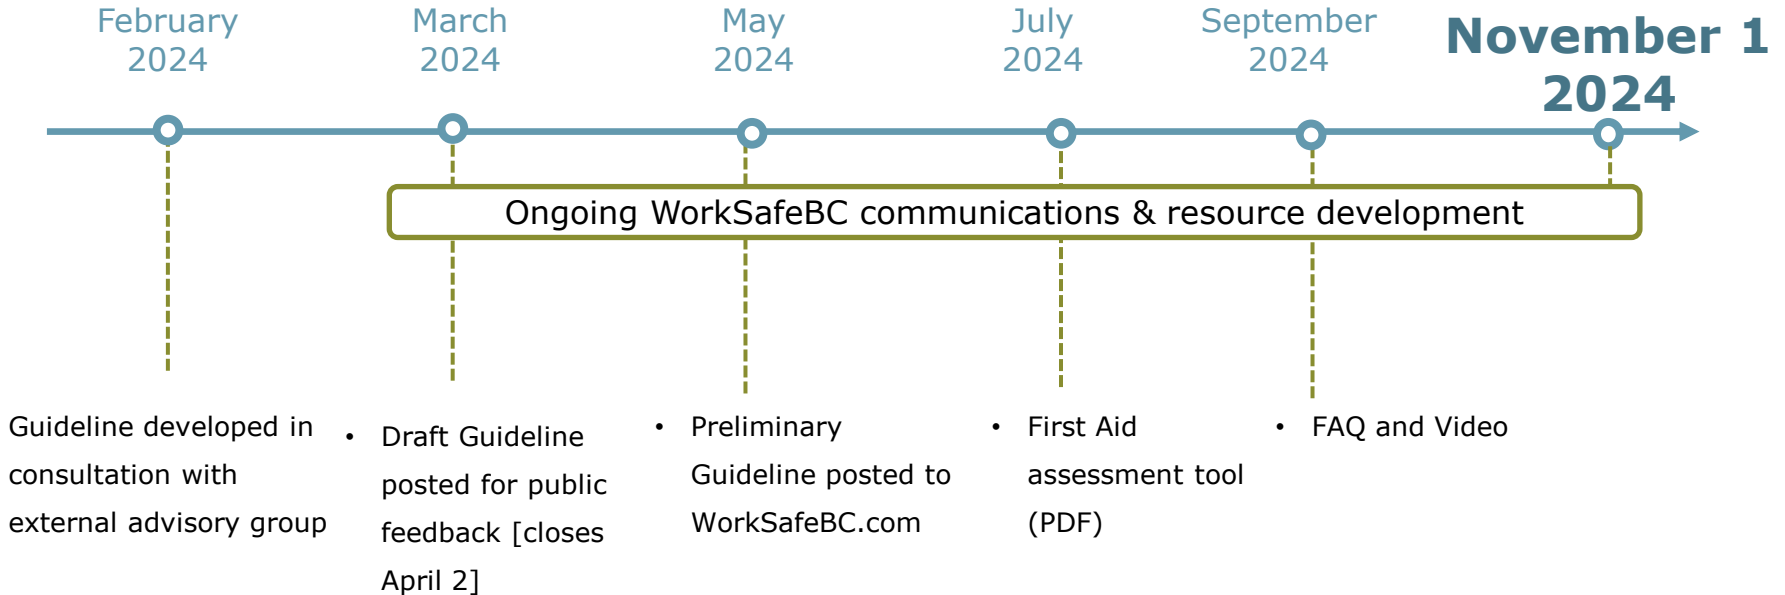 February
2024
March
2024
May
2024
July
2024
September
2024
November 1
2024
Ongoing WorkSafeBC communications & resource development
Guideline developed in
consultation with
external advisory group
• Draft Guideline
posted for public
feedback [closes
April 2]
• Preliminary
Guideline posted to
WorkSafeBC.com
• First Aid
assessment tool
(PDF)
• FAQ and Video